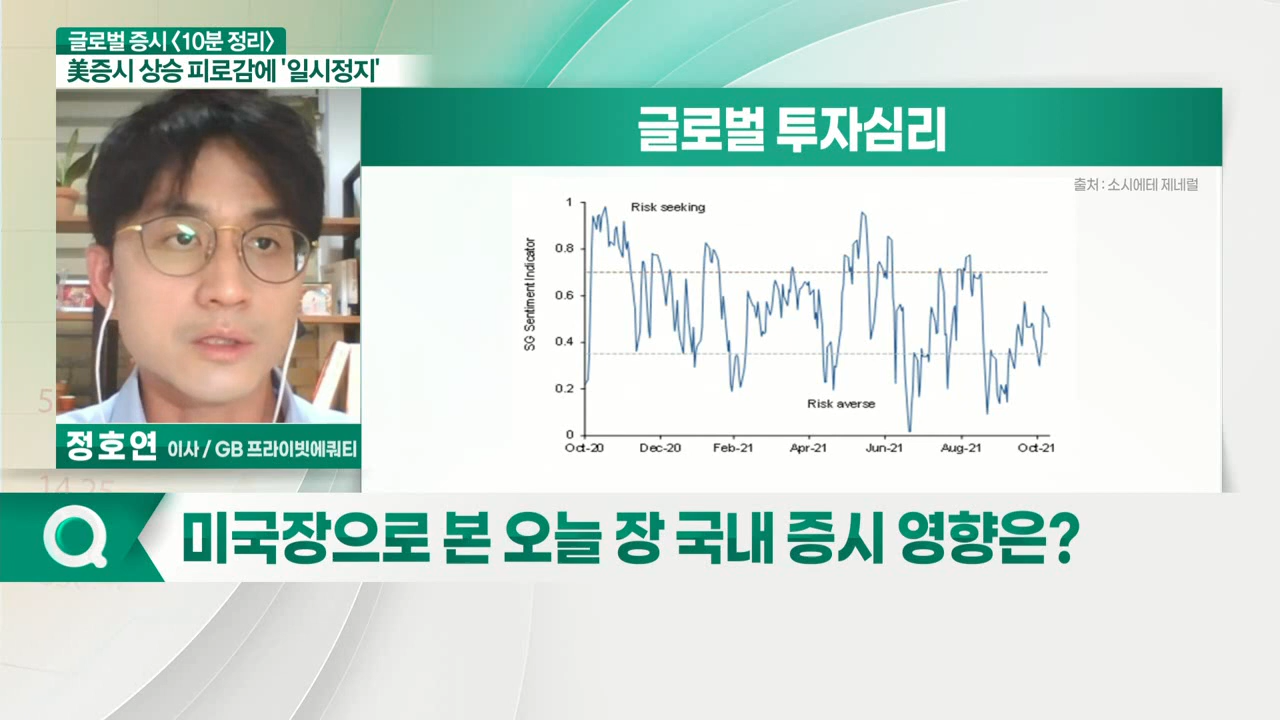 글로벌 증시 〈10분 정리〉
美증시 상승 피로감에 '일시정지'
글로벌 투자심리
출처 : 소시에테 제네럴
SG Sentiment Indicator
1
0.8
0.6
0.4
0.2
0
Risk seeking
Risk averse
Oct-20 Dec-20 Feb-21 Apr-21 Jun-21 Aug-21 Oct-21
정호연 이사 / GB 프라이빗에쿼티
Q 미국장으로 본 오늘 장 국내 증시 영향은?